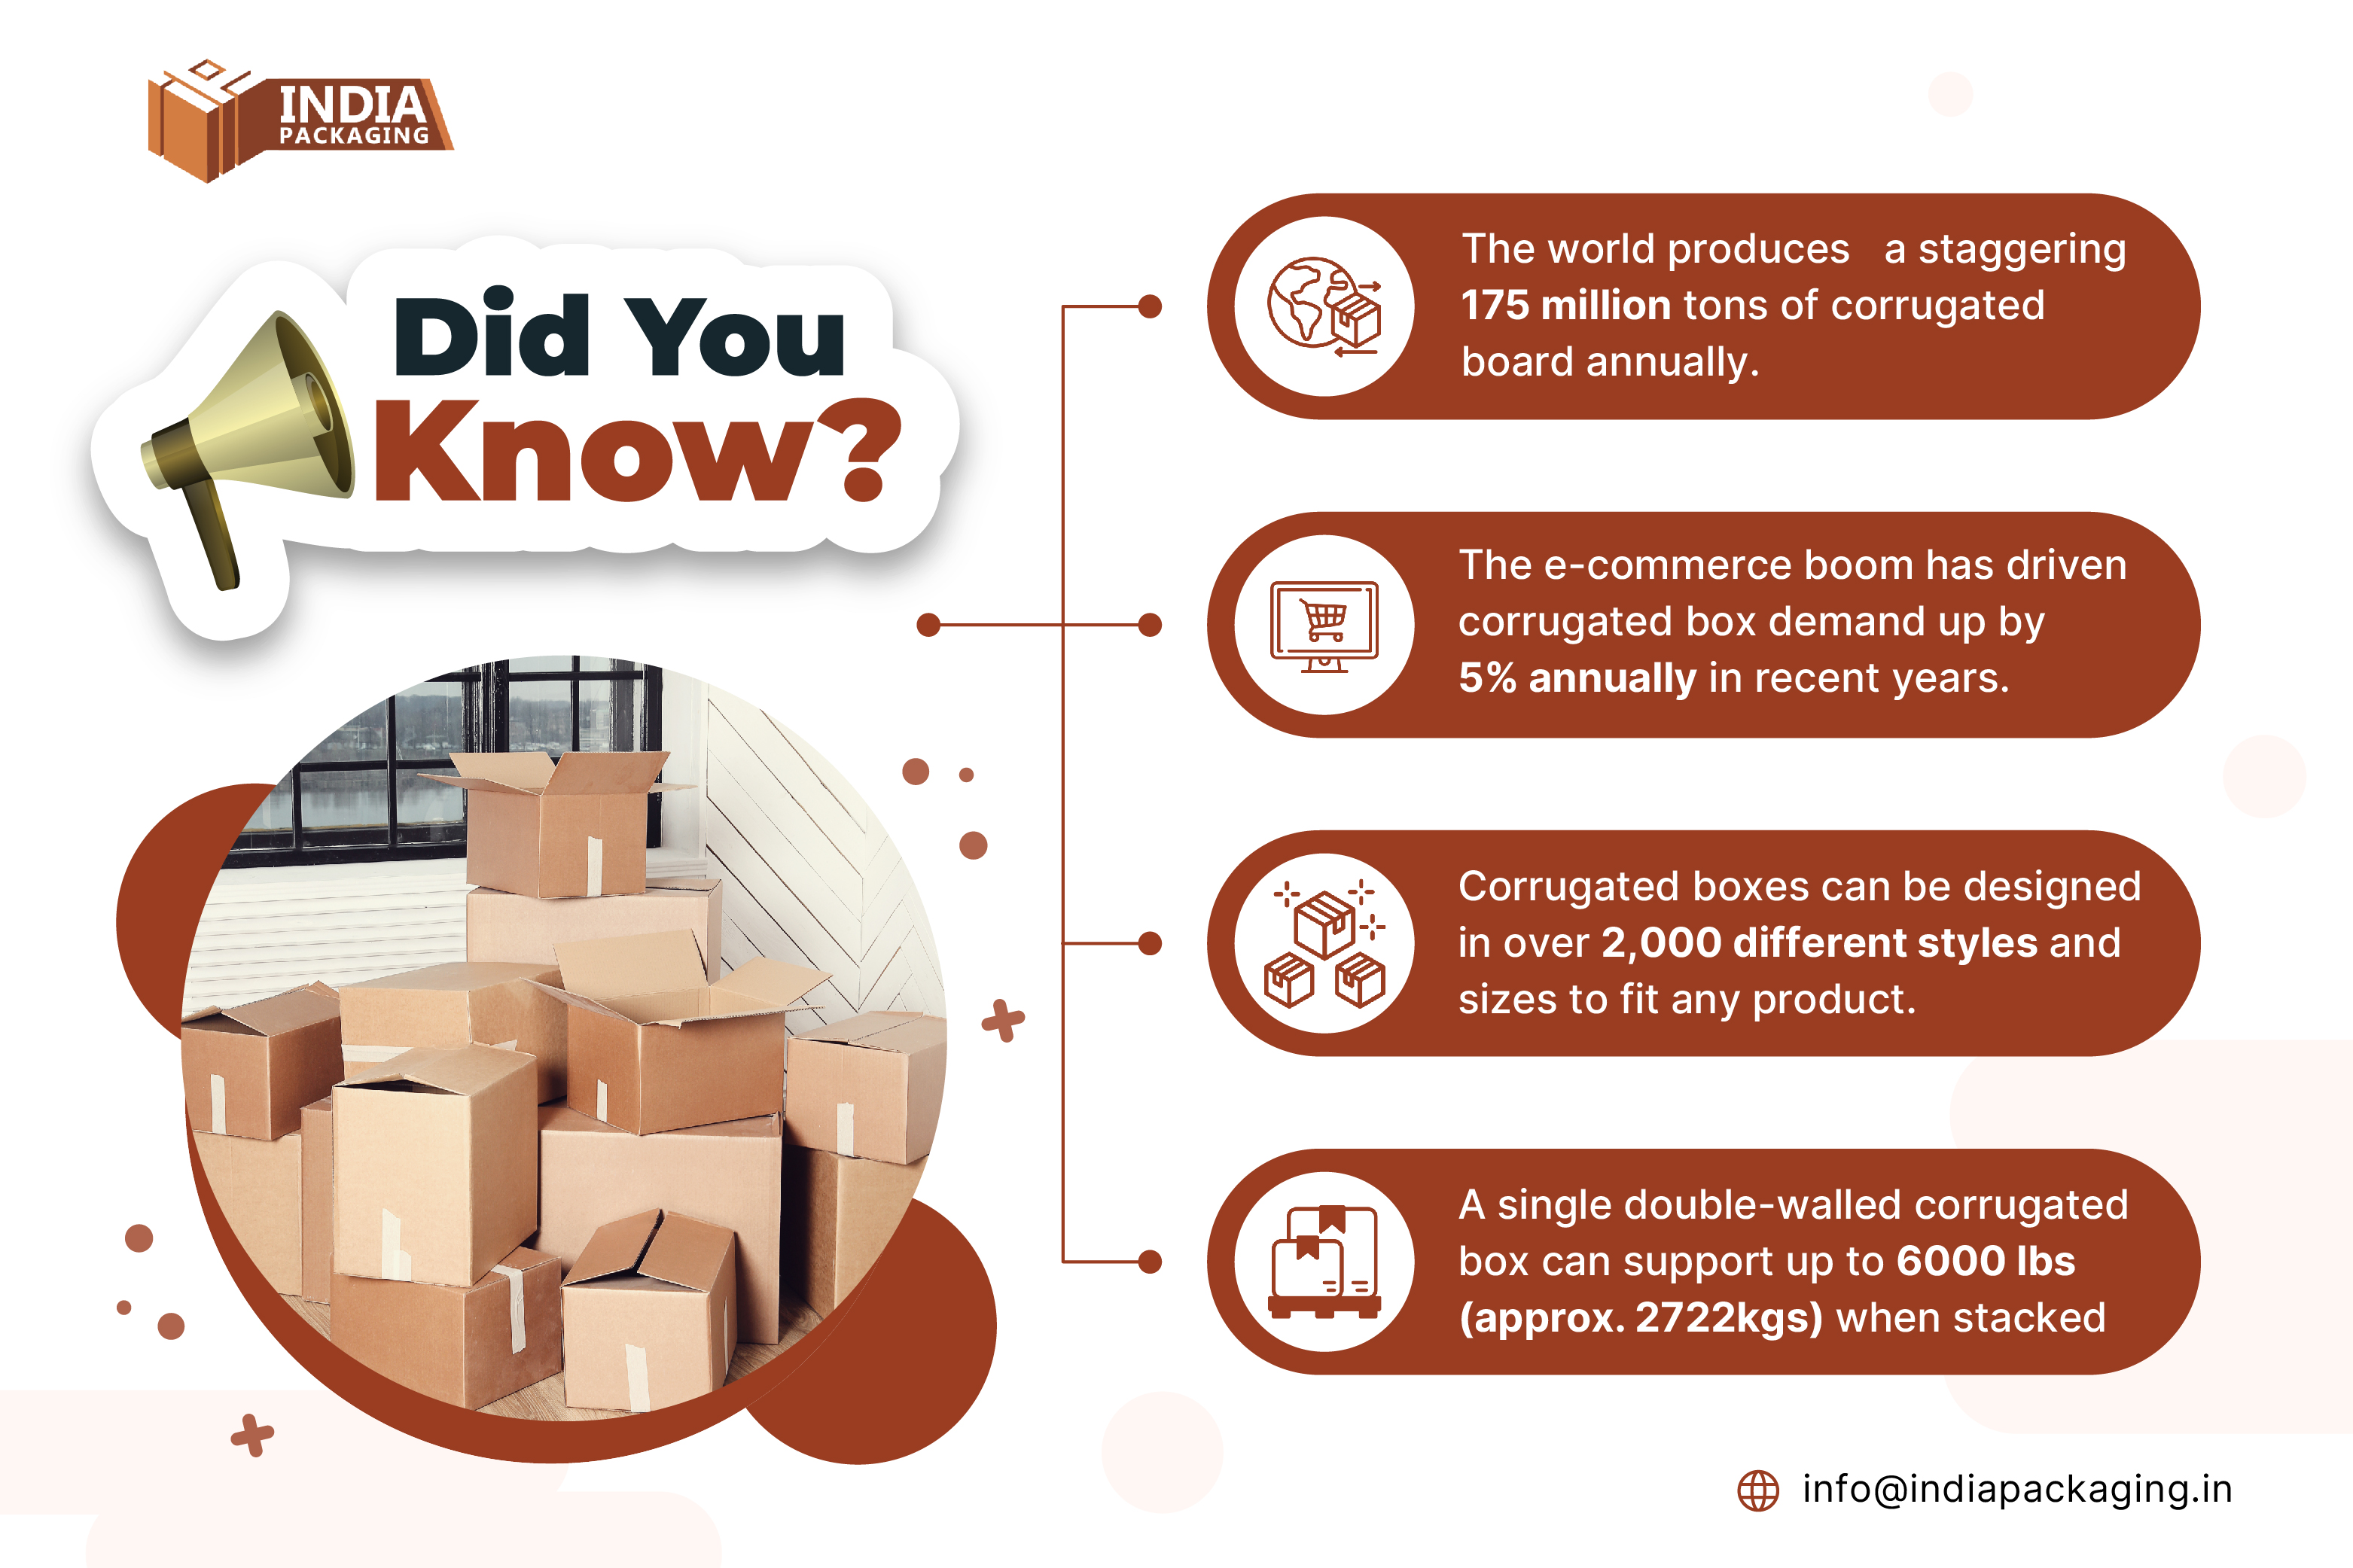 INDIA
PACKAGING
Did You
Know?
The world produces   a staggering
175 million tons of corrugated
board annually.
The e-commerce boom has driven
corrugated box demand up by
5% annually in recent years.
Corrugated boxes can be designed
in over 2,000 different styles and
sizes to fit any product.
A single double-walled corrugated
box can support up to 6000 lbs
(approx. 2722kgs) when stacked
info@indiapackaging.in